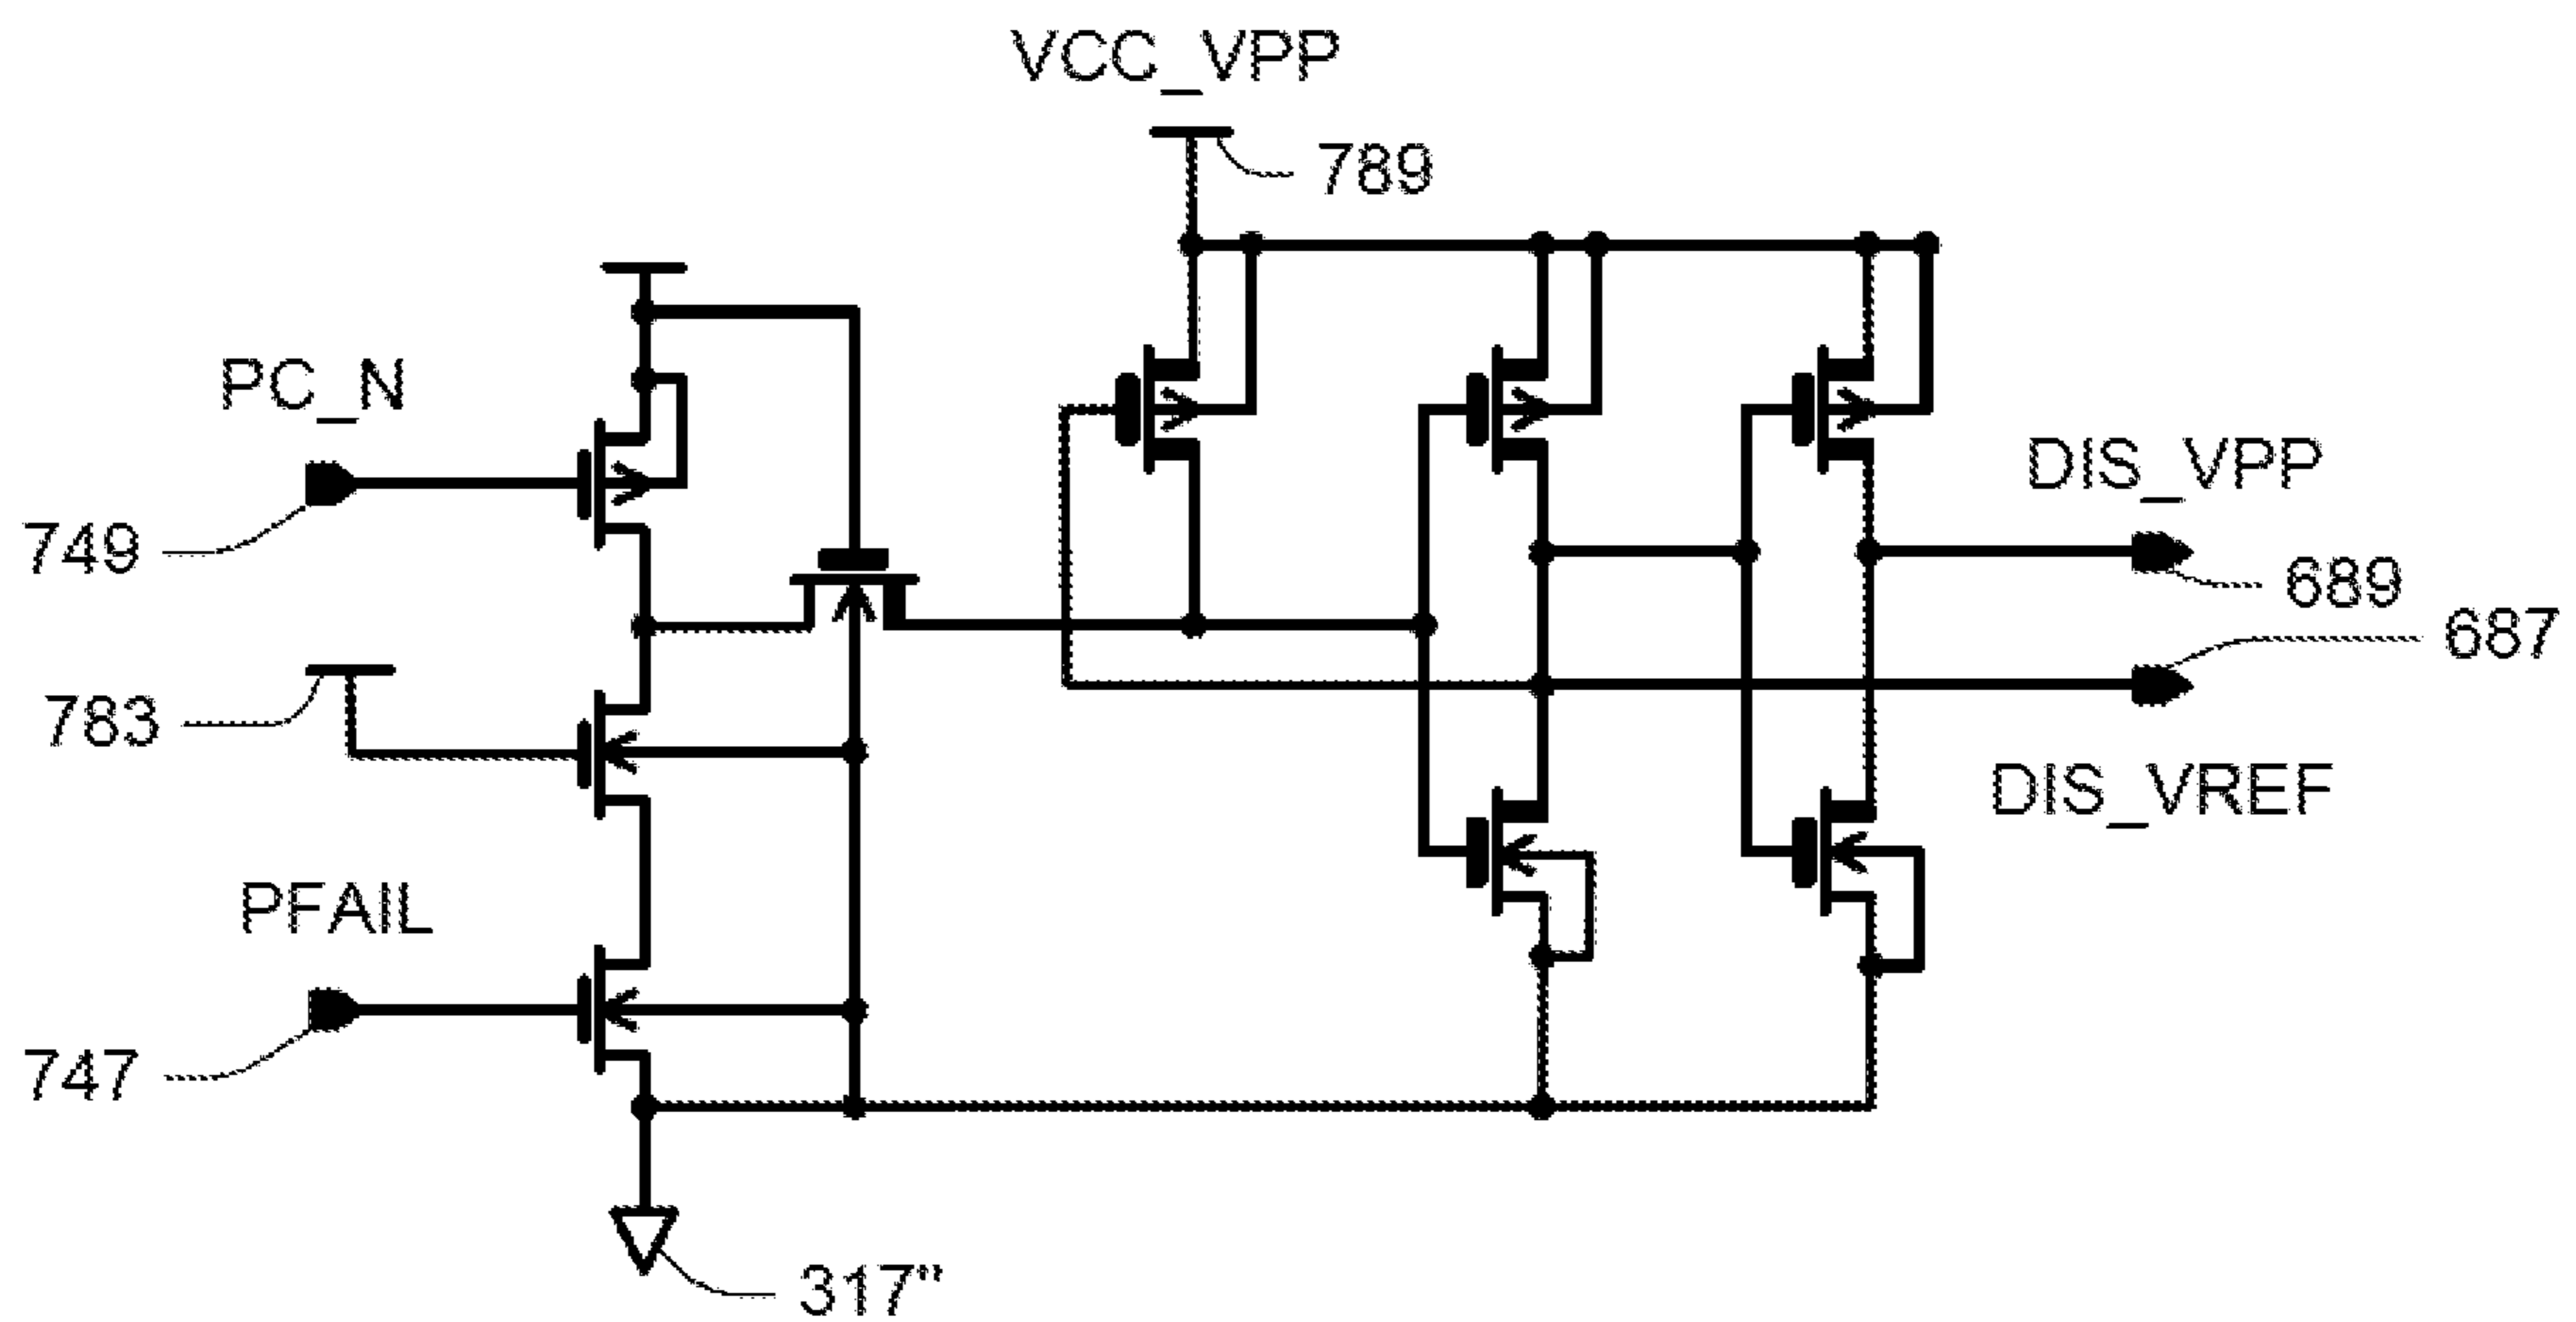 VCC_VPP
789
PC_N
749
DIS_VPP
689
687
783
DIS_VREF
PFAIL
747
317"